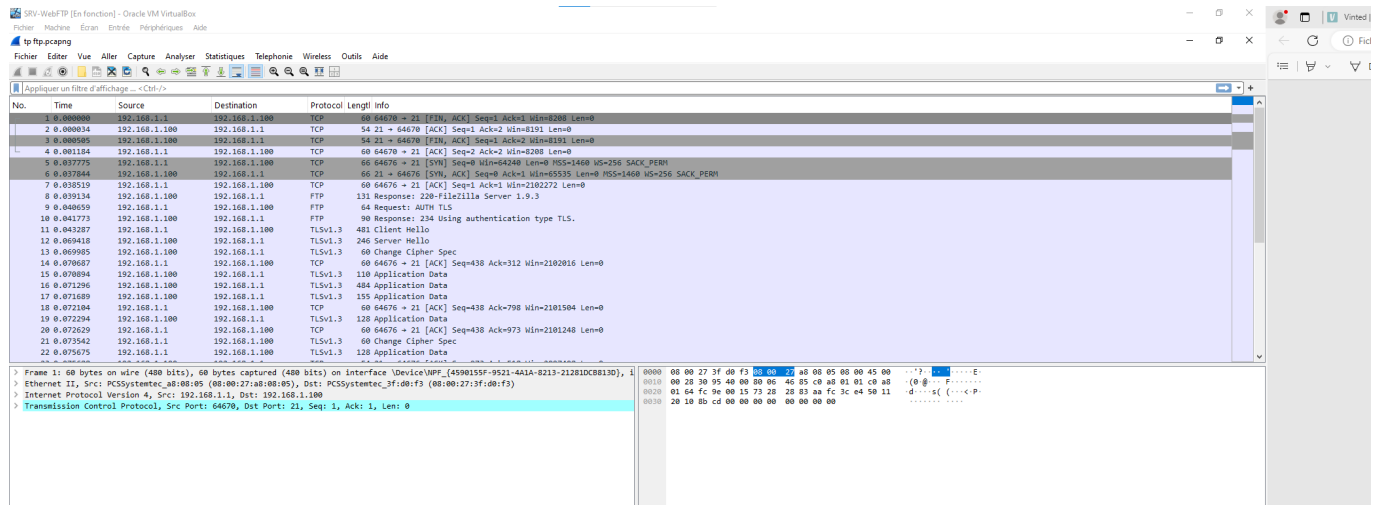 SRV-WebFTP [En fonction] - Oracle VM VirtualBox
Fichier Machine Écran Entrée Périphériques Aide
tp ftp.pcapng
Fichier Editer Vue Aller Capture Analyser Statistiques Telephonie Wireless Outils Aide
Appliquer un filtre d'affichage ... <Ctrl-/>
No. Time Source Destination Protocol Lengtl Info
1 0.000000 192.168.1.1 192.168.1.100 TCP 60 64670 → 21 [FIN, ACK] Seq=1 Ack=1 Win=8208 Len=0
2 0.000034 192.168.1.100 192.168.1.1 TCP 54 21 → 64670 [ACK] Seq=1 Ack=2 Win=8191 Len=0
3 0.000505 192.168.1.100 192.168.1.1 TCP 54 21 → 64670 [FIN, ACK] Seq=1 Ack=2 Win=8191 Len=0
4 0.001184 192.168.1.1 192.168.1.100 TCP 60 64670 → 21 [ACK] Seq=2 Ack=2 Win=8208 Len=0
5 0.037775 192.168.1.1 192.168.1.100 TCP 66 64676 → 21 [SYN] Seq=0 Win=64240 Len=0 MSS=1460 WS=256 SACK_PERM
6 0.037844 192.168.1.100 192.168.1.1 TCP 66 21 → 64676 [SYN, ACK] Seq=0 Ack=1 Win=65535 Len=0 MSS=1460 WS=256 SACK_PERM
7 0.038519 192.168.1.1 192.168.1.100 TCP 60 64676 → 21 [ACK] Seq=1 Ack=1 Win=2102272 Len=0
8 0.039134 192.168.1.100 192.168.1.1 FTP 131 Response: 220-FileZilla Server 1.9.3
9 0.040659 192.168.1.1 192.168.1.100 FTP 64 Request: AUTH TLS
10 0.041773 192.168.1.100 192.168.1.1 FTP 90 Response: 234 Using authentication type TLS.
11 0.043287 192.168.1.1 192.168.1.100 TLSv1.3 481 Client Hello
12 0.069418 192.168.1.100 192.168.1.1 TLSv1.3 246 Server Hello
13 0.069985 192.168.1.100 192.168.1.1 TLSv1.3 60 Change Cipher Spec
14 0.070687 192.168.1.1 192.168.1.100 TCP 60 64676 → 21 [ACK] Seq=438 Ack=312 Win=2102016 Len=0
15 0.070894 192.168.1.100 192.168.1.1 TLSv1.3 110 Application Data
16 0.071296 192.168.1.100 192.168.1.1 TLSv1.3 484 Application Data
17 0.071689 192.168.1.100 192.168.1.1 TLSv1.3 155 Application Data
18 0.072104 192.168.1.1 192.168.1.100 TCP 60 64676 → 21 [ACK] Seq=438 Ack=798 Win=2101504 Len=0
19 0.072294 192.168.1.100 192.168.1.1 TLSv1.3 128 Application Data
20 0.072629 192.168.1.1 192.168.1.100 TCP 60 64676 → 21 [ACK] Seq=438 Ack=973 Win=2101248 Len=0
21 0.073542 192.168.1.1 192.168.1.100 TLSv1.3 60 Change Cipher Spec
22 0.075675 192.168.1.1 192.168.1.100 TLSv1.3 128 Application Data
> Frame 1: 60 bytes on wire (480 bits), 60 bytes captured (480 bits) on interface \Device\NPF_{4590155F-9521-4A1A-8213-21281DCB813D}, i
> Ethernet II, Src: PCSSystemtec_a8:08:05 (08:00:27:a8:08:05), Dst: PCSSystemtec_3f:d0:f3 (08:00:27:3f:d0:f3)
> Internet Protocol Version 4, Src: 192.168.1.1, Dst: 192.168.1.100
> Transmission Control Protocol, Src Port: 64670, Dst Port: 21, Seq: 1, Ack: 1, Len: 0
0000 08 00 27 3f d0 f3 08 00 27 a8 08 05 08 00 45 00 ··'?···· '·····E·
0010 00 28 30 95 40 00 80 06 46 85 c0 a8 01 01 c0 a8 ·(0·@··· F·······
0020 01 64 fc 9e 00 15 73 28 28 83 aa fc 3c e4 50 11 ·d····s( (···<·P·
0030 20 10 8b cd 00 00 00 00 00 00 00 00 ······· ····
Vinted |
Fic